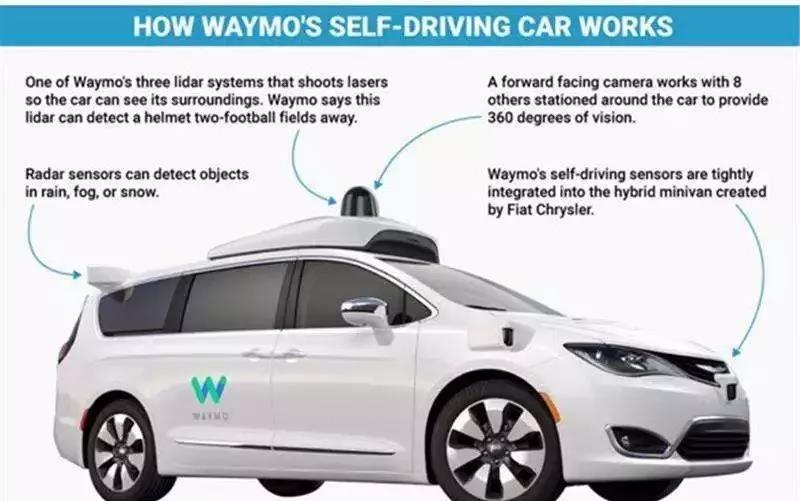 HOW WAYMO'S SELF-DRIVING CAR WORKS
One of Waymo's three lidar systems that shoots lasers
so the car can see its surroundings. Waymo says this
lidar can detect a helmet two-football fields away.
A forward facing camera works with 8
others stationed around the car to provide
360 degrees of vision.
Radar sensors can detect objects
in rain, fog, or snow.
Waymo's self-driving sensors are tightly
integrated into the hybrid minivan created
by Fiat Chrysler.
WAYMO